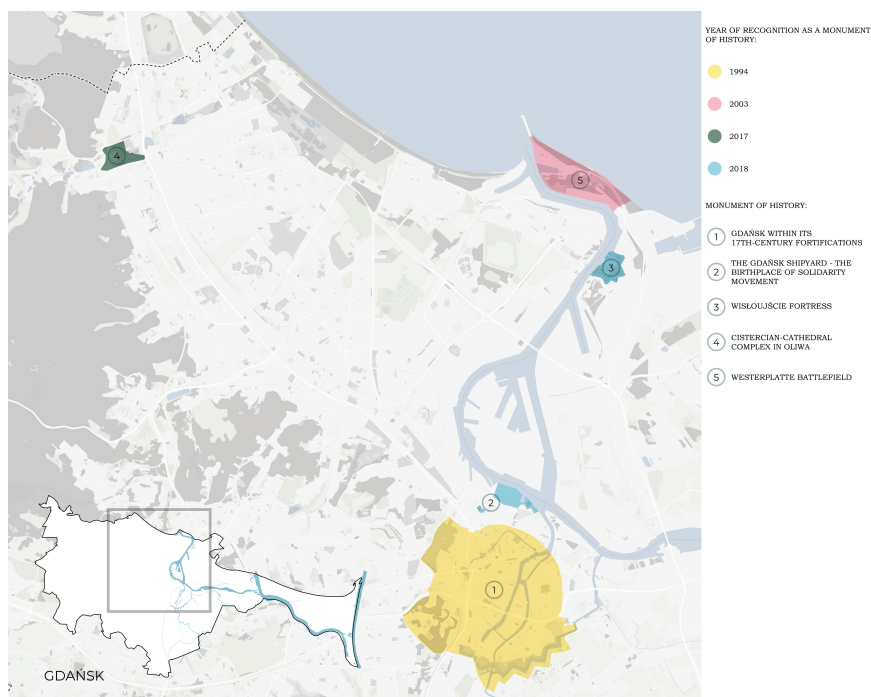 YEAR OF RECOGNITION AS A MONUMENT
OF HISTORY:
1994
2003
2017
2018
MONUMENT OF HISTORY:
1 GDAŃSK WITHIN ITS
17TH-CENTURY FORTIFICATIONS
2 THE GDAŃSK SHIPYARD - THE
BIRTHPLACE OF SOLIDARITY
MOVEMENT
3 WISŁOUJŚCIE FORTRESS
4 CISTERCIAN-CATHEDRAL
COMPLEX IN OLIWA
5 WESTERPLATTE BATTLEFIELD
4
5
3
2
1
GDAŃSK